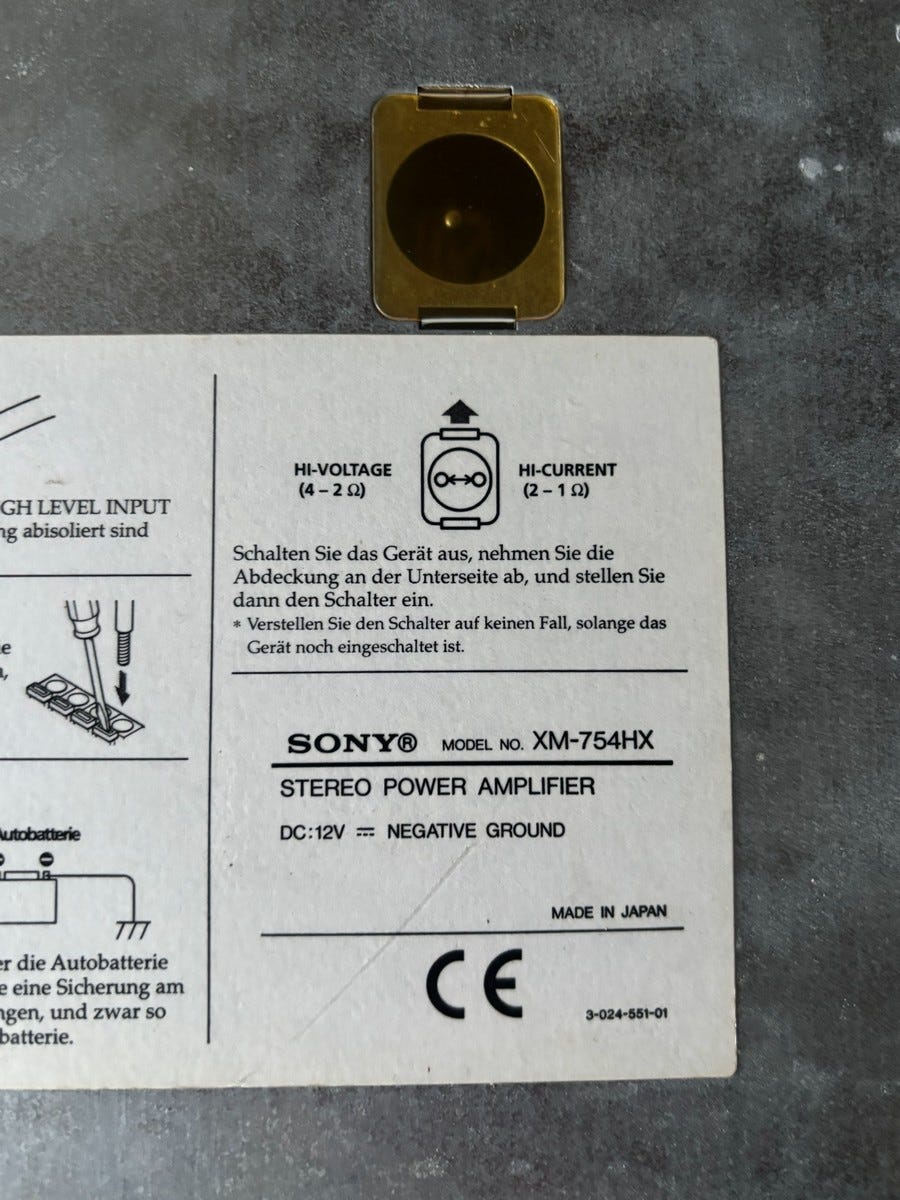 GH LEVEL INPUT
ng abisoliert sind
Autobatterie
er die Autobatterie
e eine Sicherung am
ngen, und zwar so
batterie.
HI-VOLTAGE
(4 – 2 Ω)
HI-CURRENT
(2 – 1 Ω)
Schalten Sie das Gerät aus, nehmen Sie die
Abdeckung an der Unterseite ab, und stellen Sie
dann den Schalter ein.
* Verstellen Sie den Schalter auf keinen Fall, solange das
Gerät noch eingeschaltet ist.
SONY® MODEL NO. XM-754HX
STEREO POWER AMPLIFIER
DC:12V ⎓ NEGATIVE GROUND
MADE IN JAPAN
CE
3-024-551-01